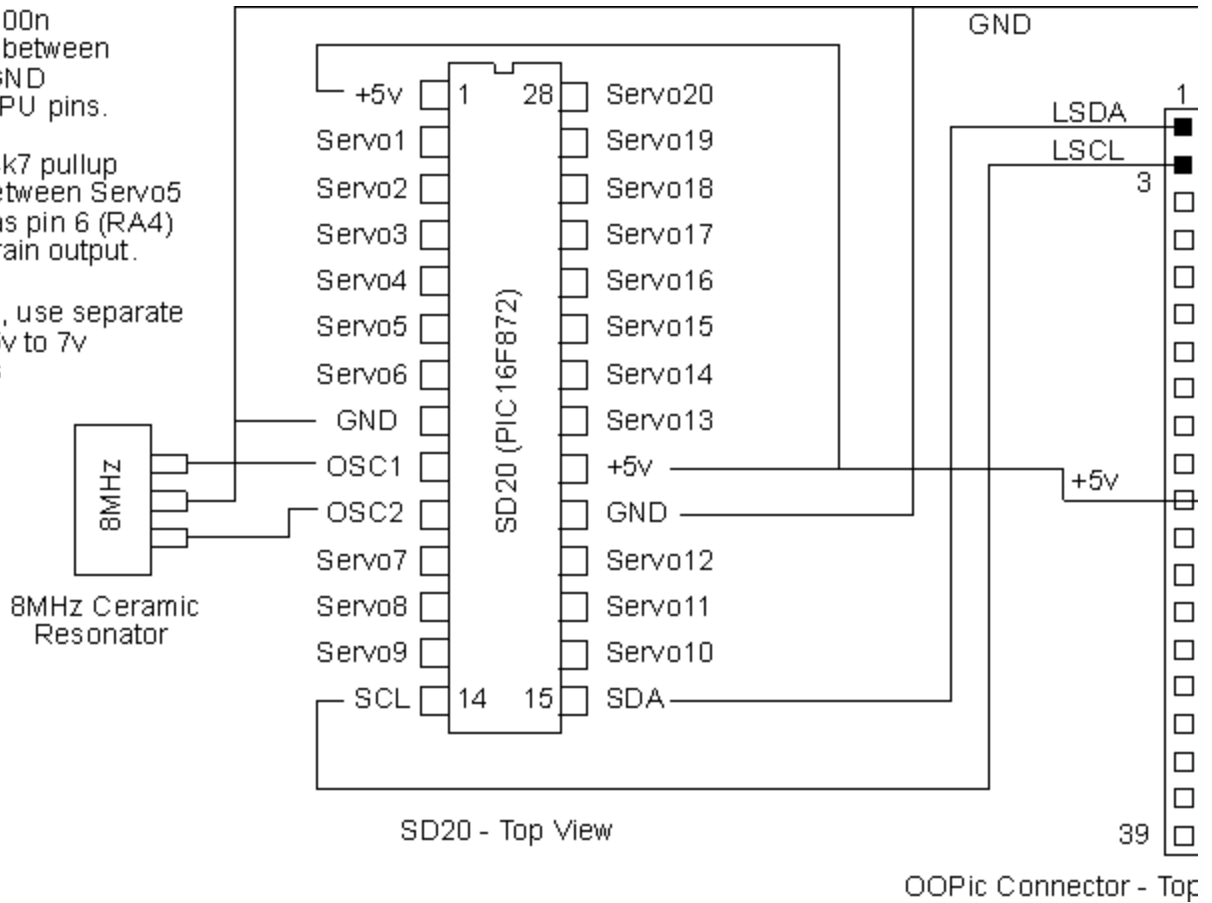 00n
between
GND
PU pins.
k7 pullup
etween Servo5
as pin 6 (RA4)
rain output.
, use separate
v to 7v
GND
1
LSDA
LSCL
3
+5v
1
28
Servo20
Servo1
Servo19
Servo2
Servo18
Servo3
Servo17
Servo4
Servo16
Servo5
Servo15
Servo6
Servo14
GND
Servo13
OSC1
+5v
+5v
OSC2
GND
Servo7
Servo12
Servo8
Servo11
Servo9
Servo10
SCL
14
15
SDA
SD20 (PIC16F872)
8MHz
8MHz Ceramic
Resonator
SD20 - Top View
39
OOPic Connector - Top